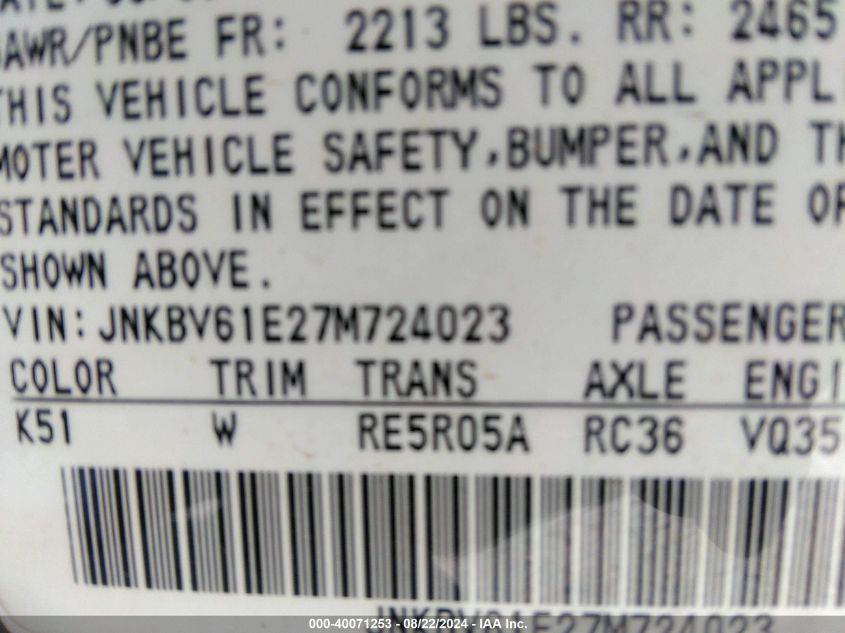 GAWR/PNBE FR: 2213 LBS. RR: 2465
THIS VEHICLE CONFORMS TO ALL APPLI
MOTER VEHICLE SAFETY,BUMPER,AND TH
STANDARDS IN EFFECT ON THE DATE OF
SHOWN ABOVE.
VIN:JNKBV61E27M724023 PASSENGER
COLOR TRIM TRANS AXLE ENGI
K51 W RE5R05A RC36 VQ35
JNKBV61E27M724023
000-40071253 - 08/22/2024 - IAA Inc.